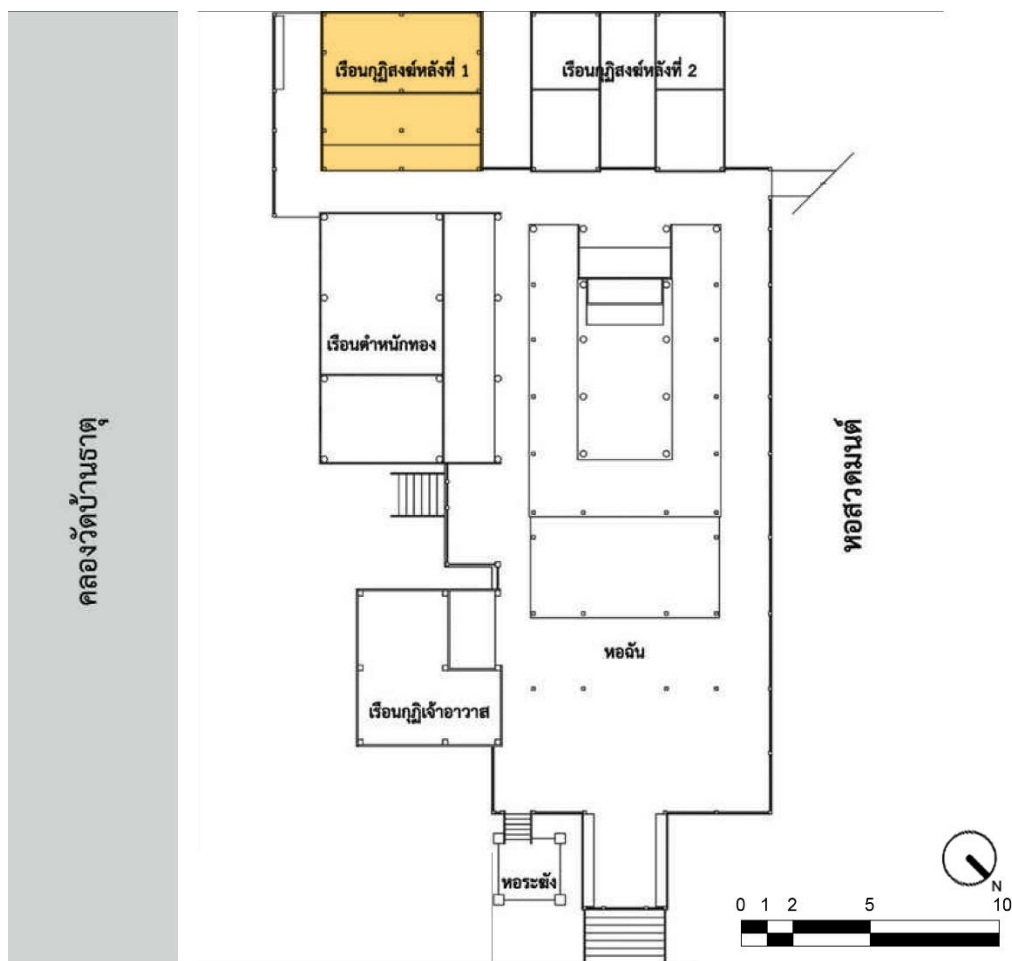 เรือนกุฏิสงฆ์หลังที่ 1
เรือนกุฏิสงฆ์หลังที่ 2
เรือนตำหนักทอง
คลองวัดบ้านธาตุ
หอสวดมนต์
หอฉัน
เรือนกุฏิเจ้าอาวาส
หอระฆัง
N
0 1 2 5 10